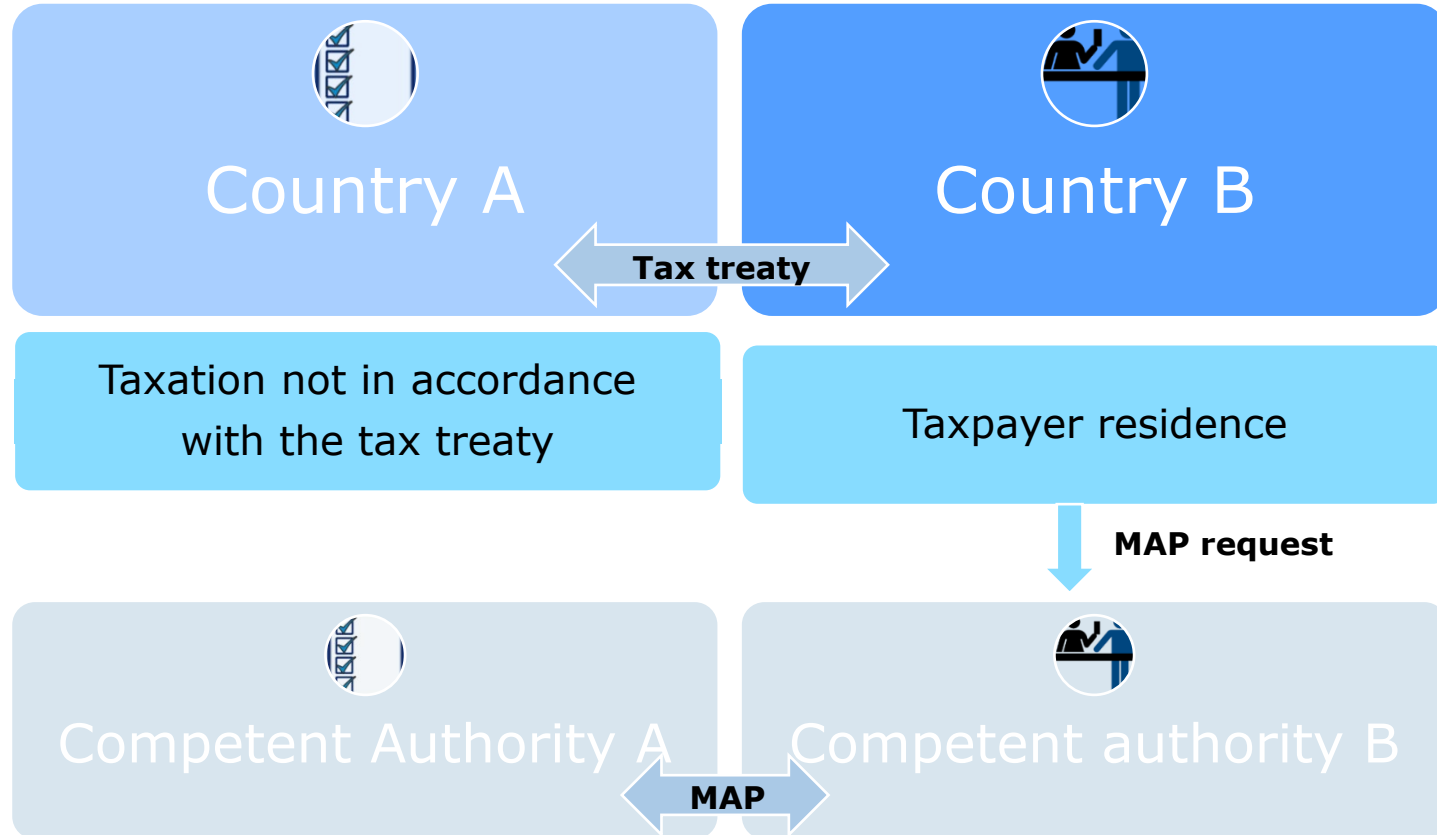 Country A
Country B
Tax treaty
Taxation not in accordance
with the tax treaty
Taxpayer residence
MAP request
Competent Authority A
Competent authority B
MAP